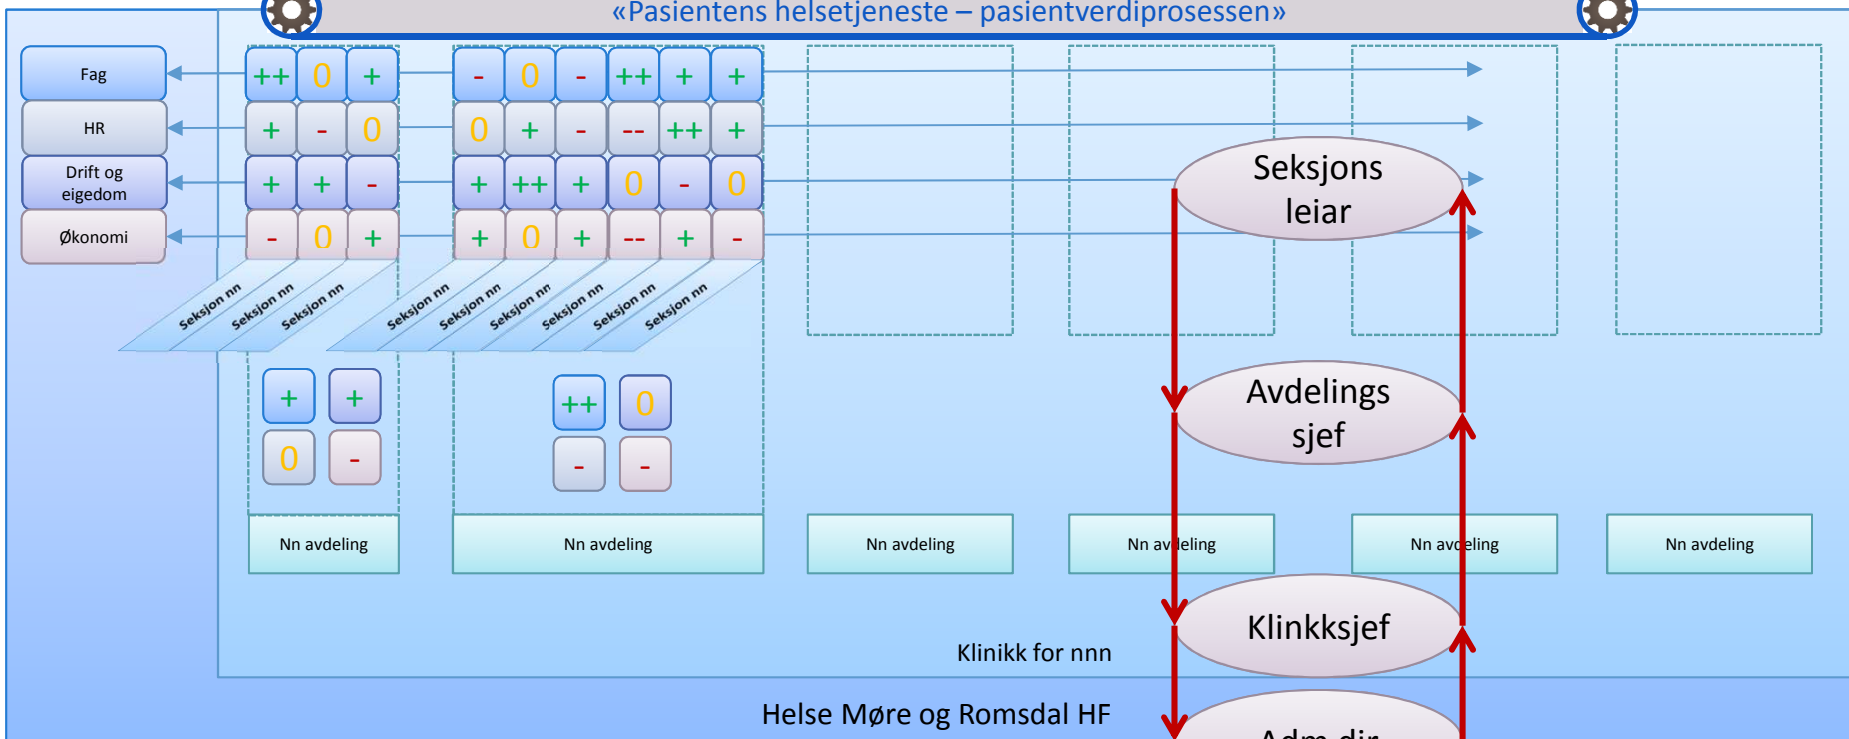 «Pasientens helsetjeneste – pasientverdiprosessen»
Fag
++ 0 + - 0 - ++ + +
HR
+ - 0 0 + - -- ++ +
Drift og
eigedom
+ + - + ++ + 0 - 0
Økonomi
- 0 + + 0 + -- + -
Seksjons
leiar
Seksjon nn
Seksjon nn
Seksjon nn
Seksjon nn
Seksjon nn
Seksjon nn
Seksjon nn
Seksjon nn
Seksjon nn
+ + ++ 0
0 - - -
Avdelings
sjef
Nn avdeling
Nn avdeling
Nn avdeling
Nn avdeling
Nn avdeling
Nn avdeling
Klinkksjef
Klinikk for nnn
Helse Møre og Romsdal HF
Adm dir